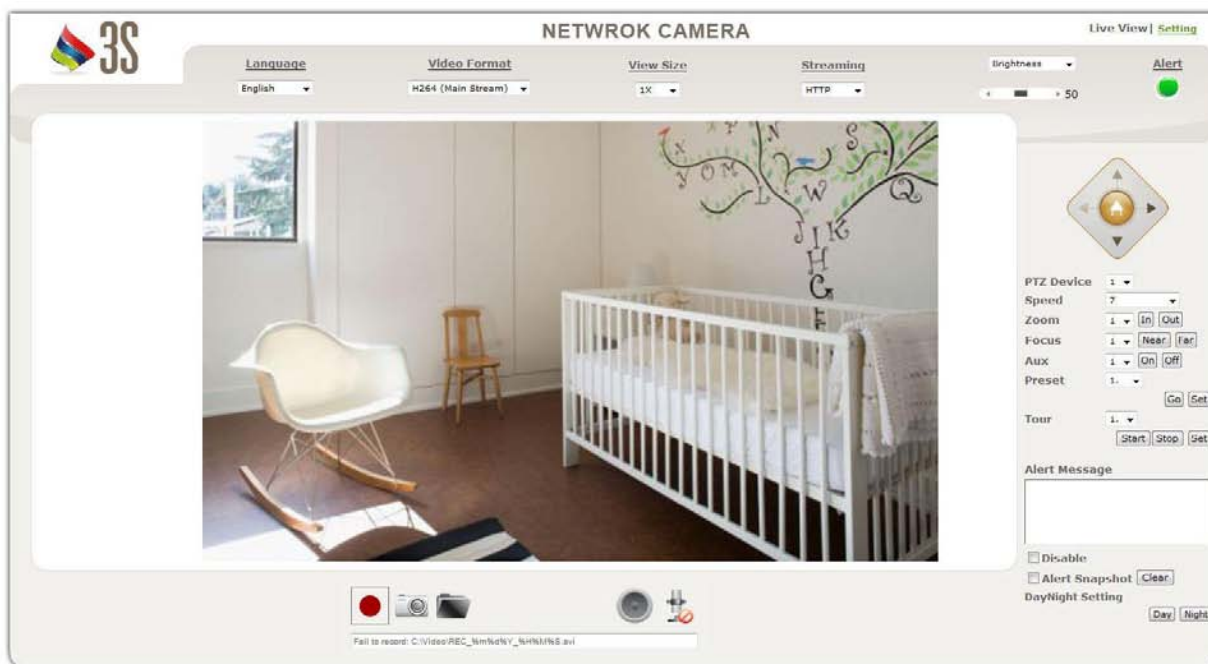 3S
NETWROK CAMERA
Live View | Setting
Language Video Format View Size Streaming Brightness Alert
English H264 (Main Stream) 1X HTTP
50
X Y N S
Y O M L W Q
J I K
H
G
PTZ Device 1
Speed 7
Zoom 1 In Out
Focus 1 Near Far
Aux 1 On Off
Preset 1.
Go Set
Tour 1.
Start Stop Set
Alert Message
Disable
Alert Snapshot Clear
DayNight Setting
Day Night
Fail to record: C:\Video\REC_%m%d%Y_%H%M%S.avi